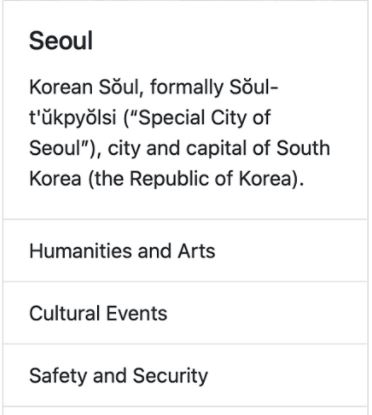 Seoul
Korean Sŏul, formally Sŏul-
t'ŭkpyŏlsi (“Special City of
Seoul”), city and capital of South
Korea (the Republic of Korea).
Humanities and Arts
Cultural Events
Safety and Security